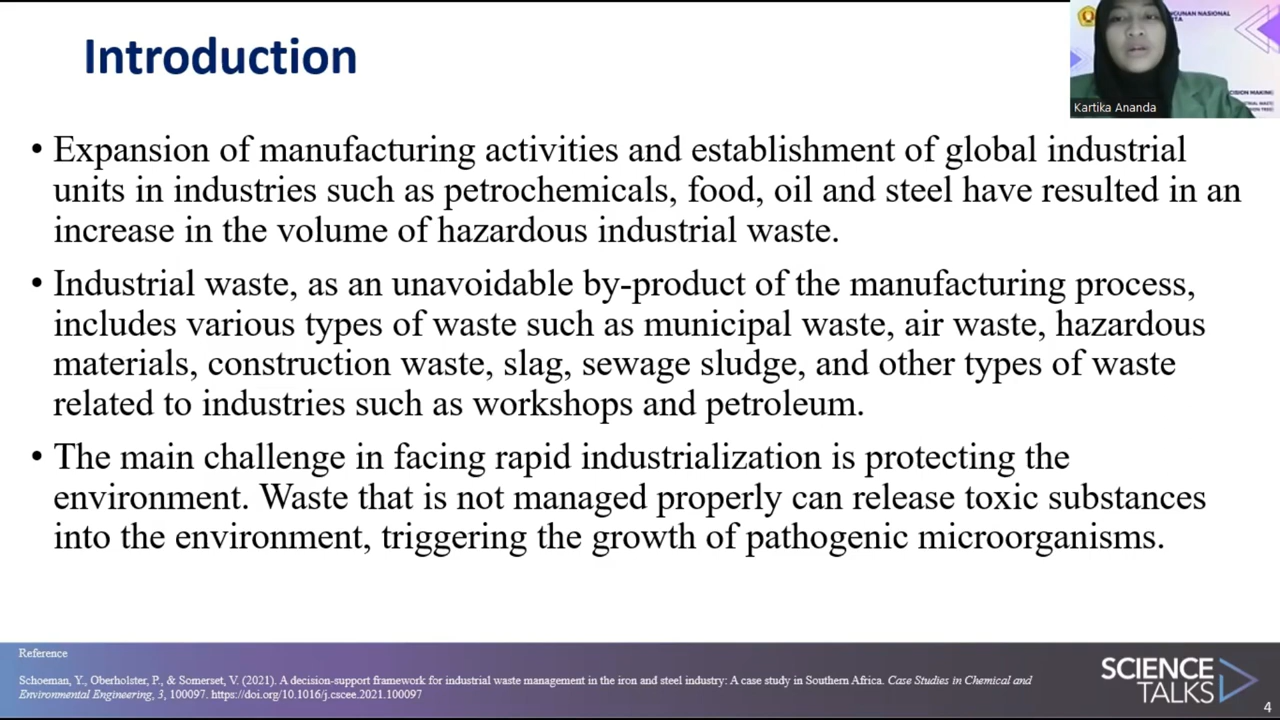 Introduction
GUNAN NASIONAL
CISION MAKING
Kartika Ananda
• Expansion of manufacturing activities and establishment of global industrial
units in industries such as petrochemicals, food, oil and steel have resulted in an
increase in the volume of hazardous industrial waste.
• Industrial waste, as an unavoidable by-product of the manufacturing process,
includes various types of waste such as municipal waste, air waste, hazardous
materials, construction waste, slag, sewage sludge, and other types of waste
related to industries such as workshops and petroleum.
• The main challenge in facing rapid industrialization is protecting the
environment. Waste that is not managed properly can release toxic substances
into the environment, triggering the growth of pathogenic microorganisms.
Reference
Schoeman, Y., Oberholster, P., & Somerset, V. (2021). A decision-support framework for industrial waste management in the iron and steel industry: A case study in Southern Africa. Case Studies in Chemical and
Environmental Engineering, 3, 100097. https://doi.org/10.1016/j.cscee.2021.100097
SCIENCE
TALKS
4